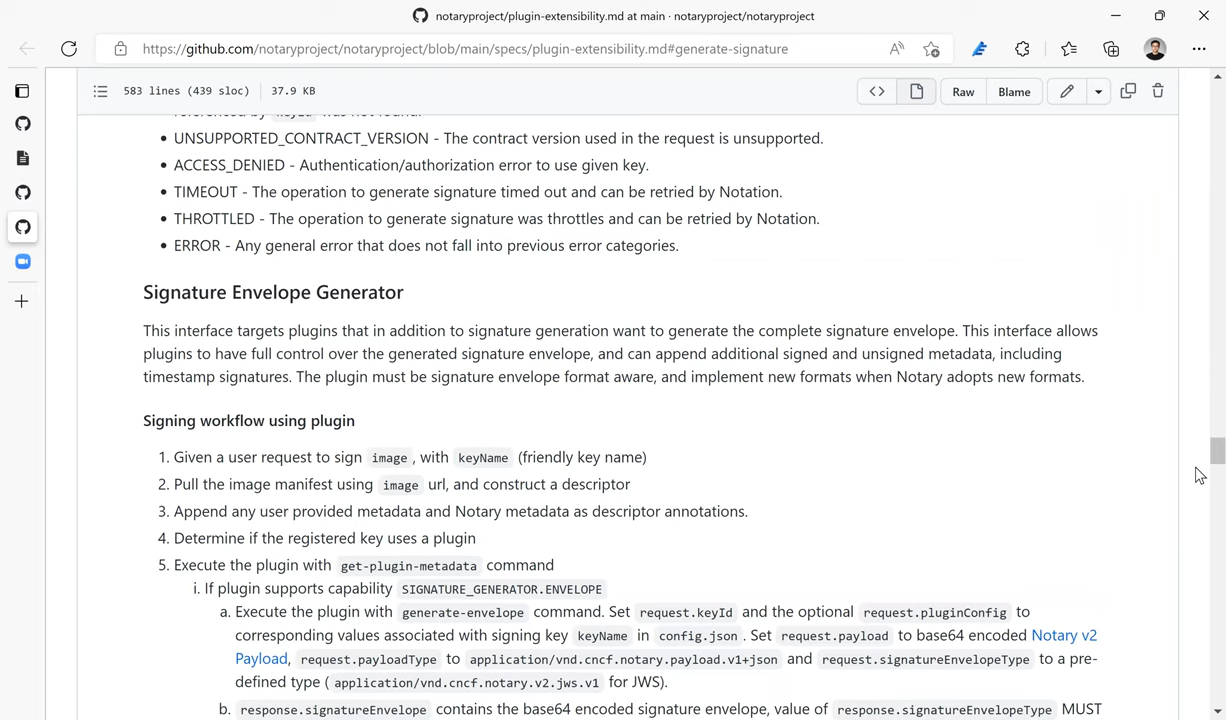 notaryproject/plugin-extensibility.md at main · notaryproject/notaryproject
https://github.com/notaryproject/notaryproject/blob/main/specs/plugin-extensibility.md#generate-signature
583 lines (439 sloc) 37.9 KB
Raw Blame
referenced by keyId was not found.
• UNSUPPORTED_CONTRACT_VERSION - The contract version used in the request is unsupported.
• ACCESS_DENIED - Authentication/authorization error to use given key.
• TIMEOUT - The operation to generate signature timed out and can be retried by Notation.
• THROTTLED - The operation to generate signature was throttles and can be retried by Notation.
• ERROR - Any general error that does not fall into previous error categories.
Signature Envelope Generator
This interface targets plugins that in addition to signature generation want to generate the complete signature envelope. This interface allows
plugins to have full control over the generated signature envelope, and can append additional signed and unsigned metadata, including
timestamp signatures. The plugin must be signature envelope format aware, and implement new formats when Notary adopts new formats.
Signing workflow using plugin
1. Given a user request to sign image , with keyName (friendly key name)
2. Pull the image manifest using image url, and construct a descriptor
3. Append any user provided metadata and Notary metadata as descriptor annotations.
4. Determine if the registered key uses a plugin
5. Execute the plugin with get-plugin-metadata command
i. If plugin supports capability SIGNATURE_GENERATOR.ENVELOPE
a. Execute the plugin with generate-envelope command. Set request.keyId and the optional request.pluginConfig to
corresponding values associated with signing key keyName in config.json . Set request.payload to base64 encoded Notary v2
Payload, request.payloadType to application/vnd.cncf.notary.payload.v1+json and request.signatureEnvelopeType to a pre-
defined type ( application/vnd.cncf.notary.v2.jws.v1 for JWS).
b. response.signatureEnvelope contains the base64 encoded signature envelope, value of response.signatureEnvelopeType MUST